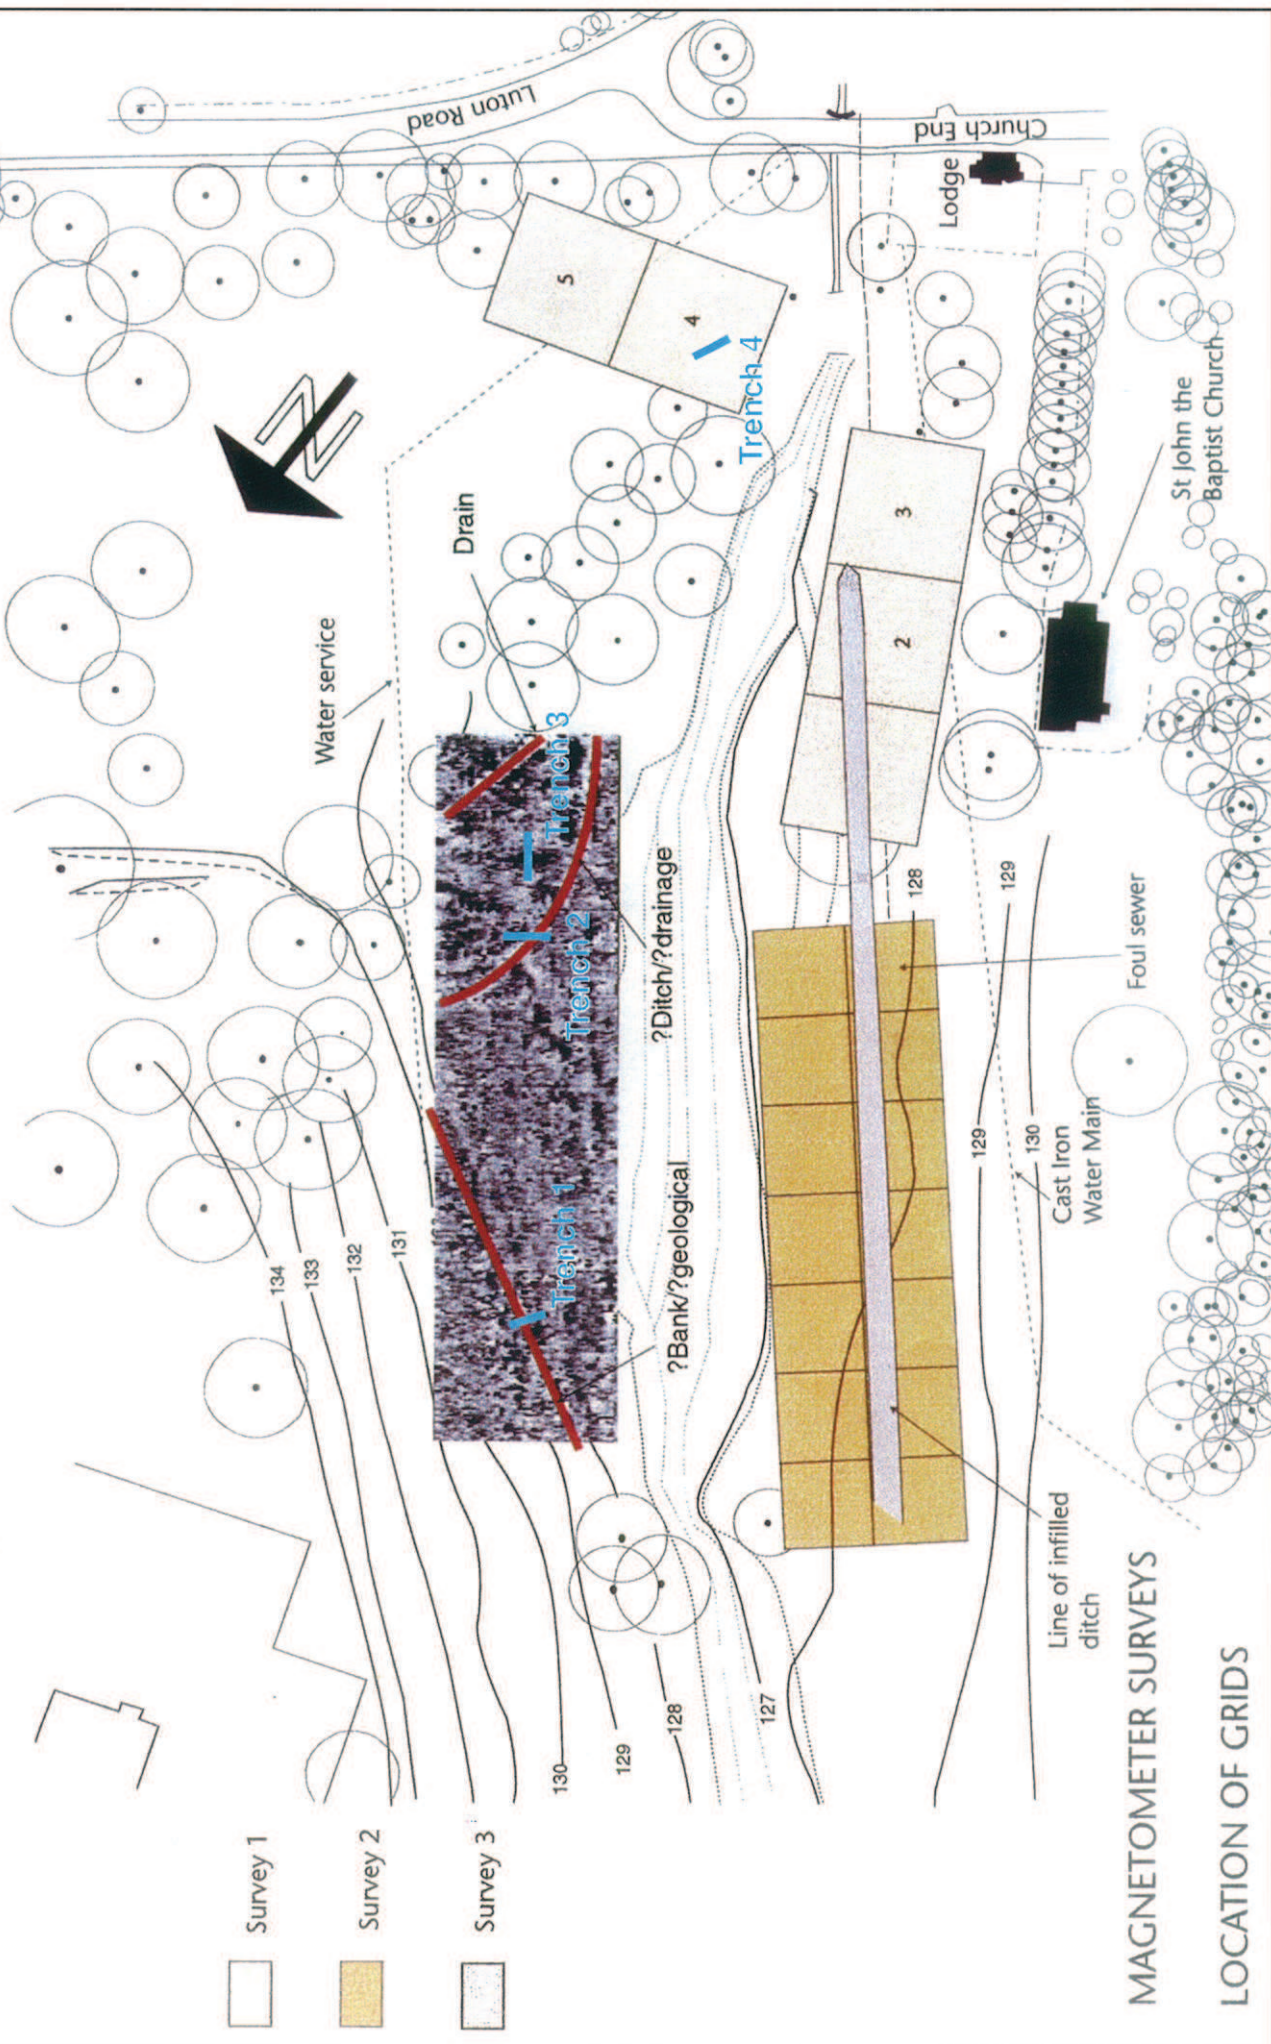 Luton Road
Church End
Lodge
5
4
Trench 4
St John the
Baptist Church
3
2
Drain
Water service
Trench 3
Trench 2
?Ditch/?drainage
Trench 1
?Bank/?geological
128
129
Foul sewer
129
130
Cast Iron
Water Main
134
133
132
131
Line of infilled
ditch
130
129
128
127
Survey 1
Survey 2
Survey 3
MAGNETOMETER SURVEYS
LOCATION OF GRIDS
N